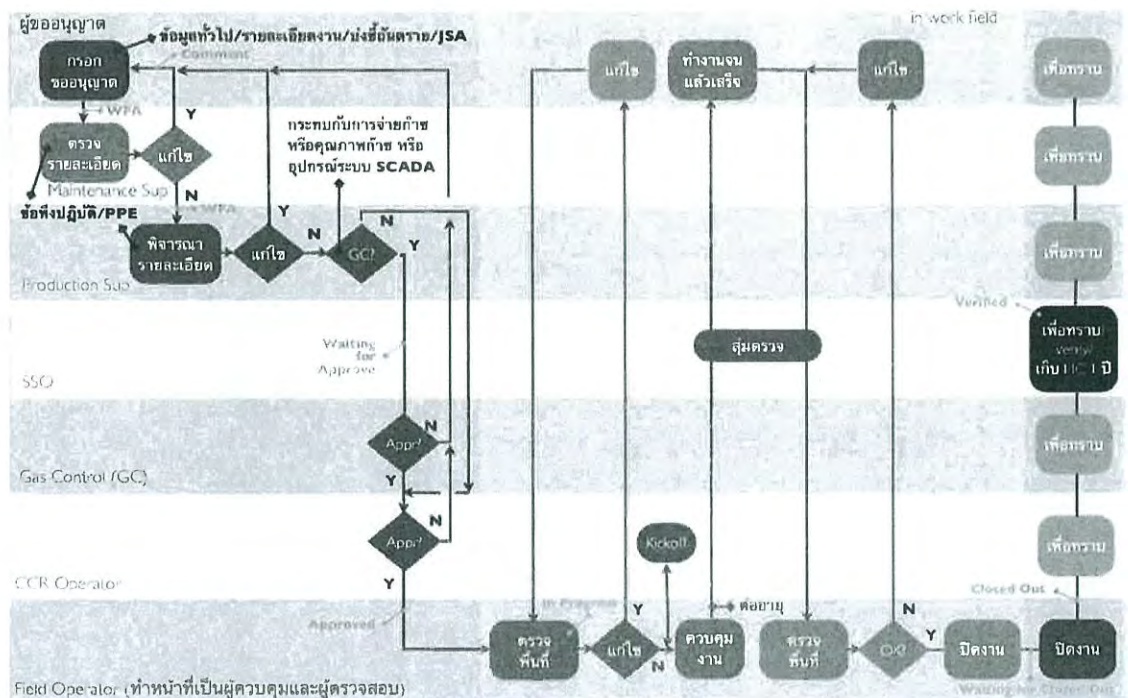 ผู้ขออนุญาต
in work field
ข้อมูลทั่วไป/รายละเอียดงาน/บ่งชี้อันตราย/JSA
Comment
กรอก
ขออนุญาต
แก้ไข
ทำงานจน
แล้วเสร็จ
แก้ไข
เพื่อทราบ
WFA
Y
ตรวจ
รายละเอียด
แก้ไข
กระทบกับการจ่ายก๊าซ
หรือคุณภาพก๊าซ หรือ
อุปกรณ์ระบบ SCADA
เพื่อทราบ
Maintenance Sup
N
ข้อพึงปฏิบัติ/PPE
WFA
Y
N
พิจารณา
รายละเอียด
แก้ไข
N
GC?
Y
เพื่อทราบ
Production Sup
Verified
Waiting
for
Approve
สุ่มตรวจ
เพื่อทราบ
verify
SSO
Appr?
N
Y
เพื่อทราบ
Gas Control (GC)
Appr?
N
Y
Kickoff
เพื่อทราบ
CCR Operator
Closed Out
Approved
Y
ต่ออายุ
N
ตรวจ
พื้นที่
แก้ไข
N
ควบคุม
งาน
ตรวจ
พื้นที่
OK?
Y
ปิดงาน
ปิดงาน
Field Operator (ทำหน้าที่เป็นผู้ควบคุมและผู้ตรวจสอบ)
(Waiting for Closed Out)